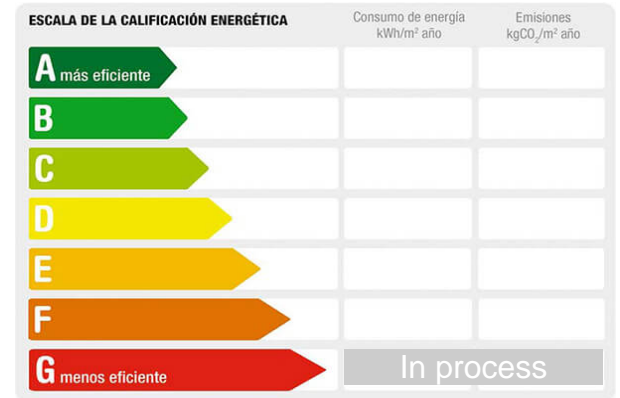 ESCALA DE LA CALIFICACIÓN ENERGÉTICA
Consumo de energía
kWh/m² año
Emisiones
kgCO₂/m² año
A más eficiente
B
C
D
E
F
G menos eficiente
In process